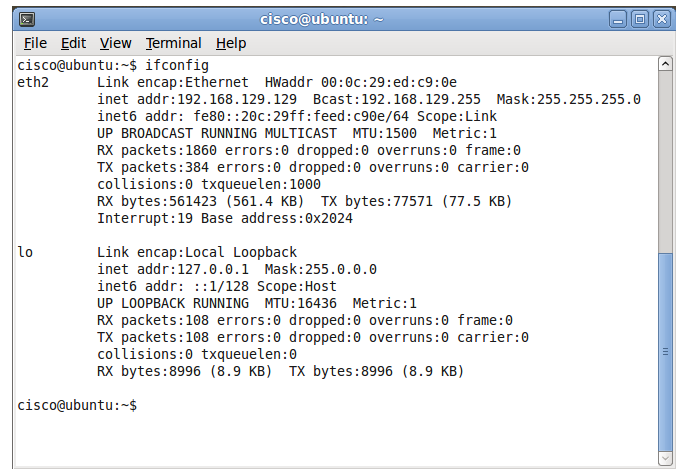 cisco@ubuntu: ~
File Edit View Terminal Help
cisco@ubuntu:~$ ifconfig
eth2      Link encap:Ethernet  HWaddr 00:0c:29:ed:c9:0e
          inet addr:192.168.129.129  Bcast:192.168.129.255  Mask:255.255.255.0
          inet6 addr: fe80::20c:29ff:feed:c90e/64 Scope:Link
          UP BROADCAST RUNNING MULTICAST  MTU:1500  Metric:1
          RX packets:1860 errors:0 dropped:0 overruns:0 frame:0
          TX packets:384 errors:0 dropped:0 overruns:0 carrier:0
          collisions:0 txqueuelen:1000
          RX bytes:561423 (561.4 KB)  TX bytes:77571 (77.5 KB)
          Interrupt:19 Base address:0x2024
lo        Link encap:Local Loopback
          inet addr:127.0.0.1  Mask:255.0.0.0
          inet6 addr: ::1/128 Scope:Host
          UP LOOPBACK RUNNING  MTU:16436  Metric:1
          RX packets:108 errors:0 dropped:0 overruns:0 frame:0
          TX packets:108 errors:0 dropped:0 overruns:0 carrier:0
          collisions:0 txqueuelen:0
          RX bytes:8996 (8.9 KB)  TX bytes:8996 (8.9 KB)
cisco@ubuntu:~$